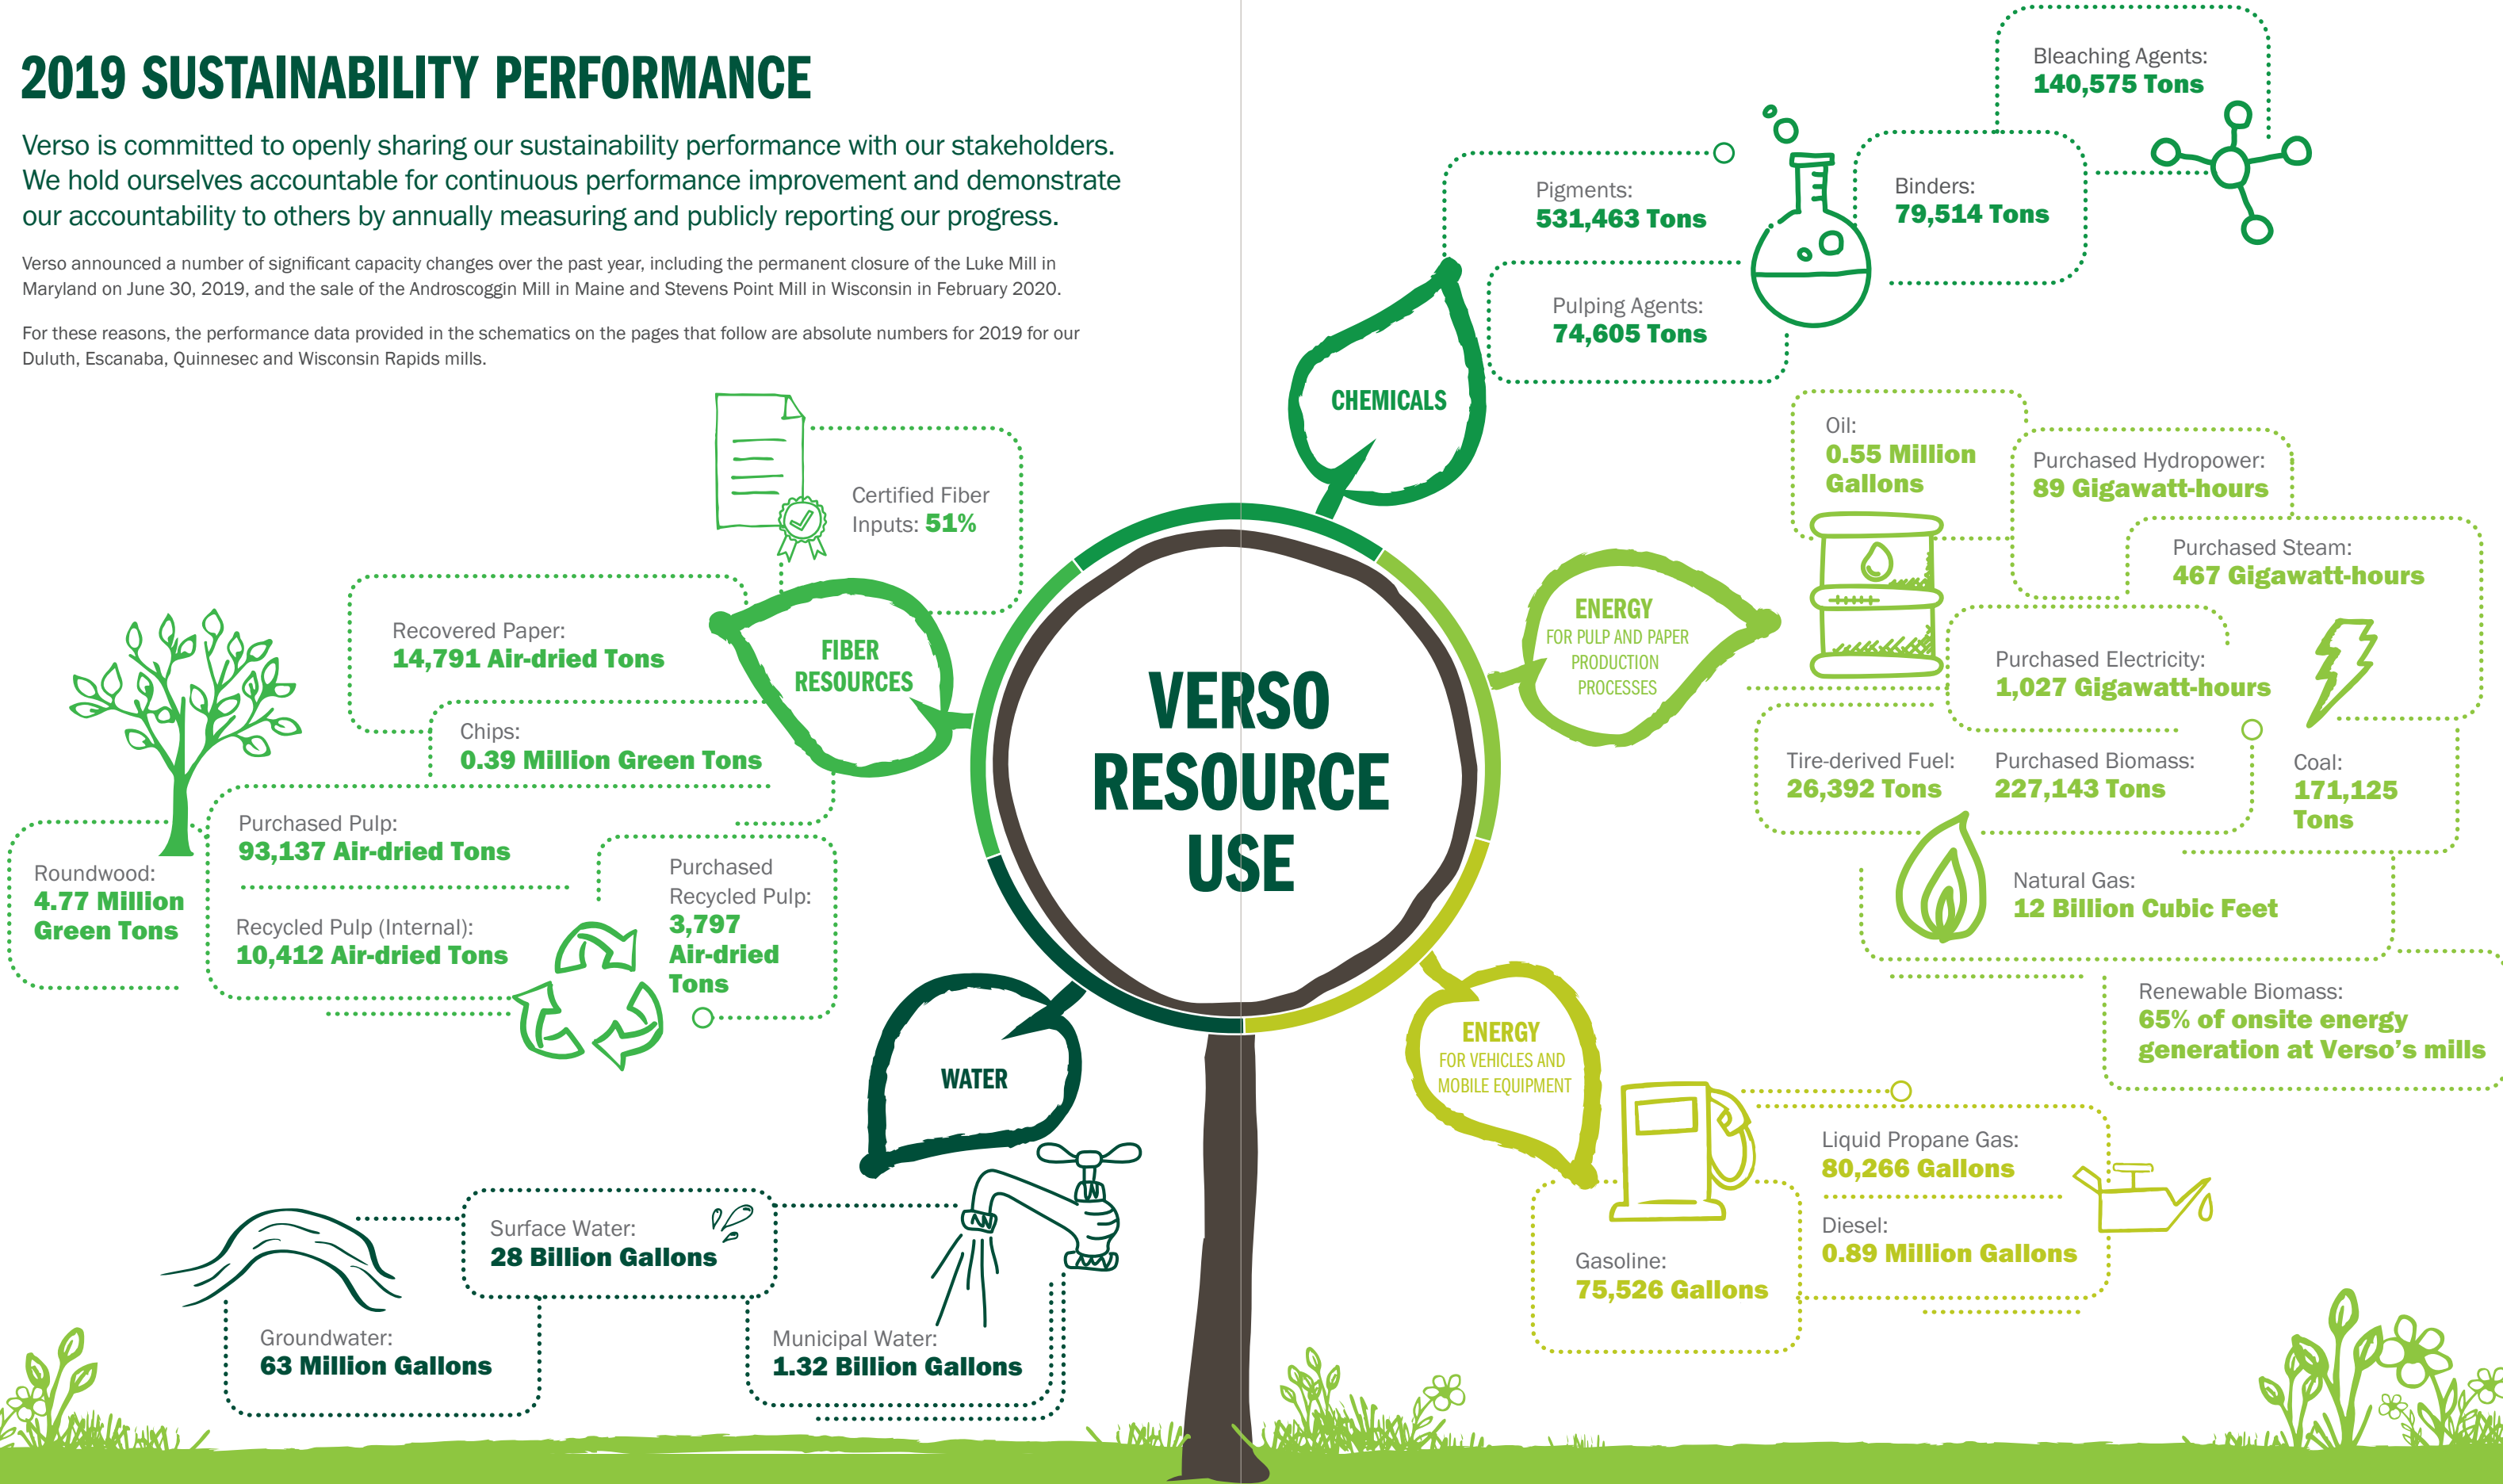 2019 SUSTAINABILITY PERFORMANCE
Verso is committed to openly sharing our sustainability performance with our stakeholders.
We hold ourselves accountable for continuous performance improvement and demonstrate
our accountability to others by annually measuring and publicly reporting our progress.
Verso announced a number of significant capacity changes over the past year, including the permanent closure of the Luke Mill in
Maryland on June 30, 2019, and the sale of the Androscoggin Mill in Maine and Stevens Point Mill in Wisconsin in February 2020.
For these reasons, the performance data provided in the schematics on the pages that follow are absolute numbers for 2019 for our
Duluth, Escanaba, Quinnesec and Wisconsin Rapids mills.
VERSO
RESOURCE
USE
FIBER
RESOURCES
Certified Fiber
Inputs: 51%
Recovered Paper:
14,791 Air-dried Tons
Chips:
0.39 Million Green Tons
Purchased Pulp:
93,137 Air-dried Tons
Roundwood:
4.77 Million
Green Tons
Recycled Pulp (Internal):
10,412 Air-dried Tons
Purchased
Recycled Pulp:
3,797
Air-dried
Tons
WATER
Surface Water:
28 Billion Gallons
Groundwater:
63 Million Gallons
Municipal Water:
1.32 Billion Gallons
CHEMICALS
Bleaching Agents:
140,575 Tons
Pigments:
531,463 Tons
Binders:
79,514 Tons
Pulping Agents:
74,605 Tons
ENERGY
FOR PULP AND PAPER
PRODUCTION
PROCESSES
Oil:
0.55 Million
Gallons
Purchased Hydropower:
89 Gigawatt-hours
Purchased Steam:
467 Gigawatt-hours
Purchased Electricity:
1,027 Gigawatt-hours
Tire-derived Fuel:
26,392 Tons
Purchased Biomass:
227,143 Tons
Coal:
171,125
Tons
Natural Gas:
12 Billion Cubic Feet
Renewable Biomass:
65% of onsite energy
generation at Verso’s mills
ENERGY
FOR VEHICLES AND
MOBILE EQUIPMENT
Liquid Propane Gas:
80,266 Gallons
Diesel:
0.89 Million Gallons
Gasoline:
75,526 Gallons